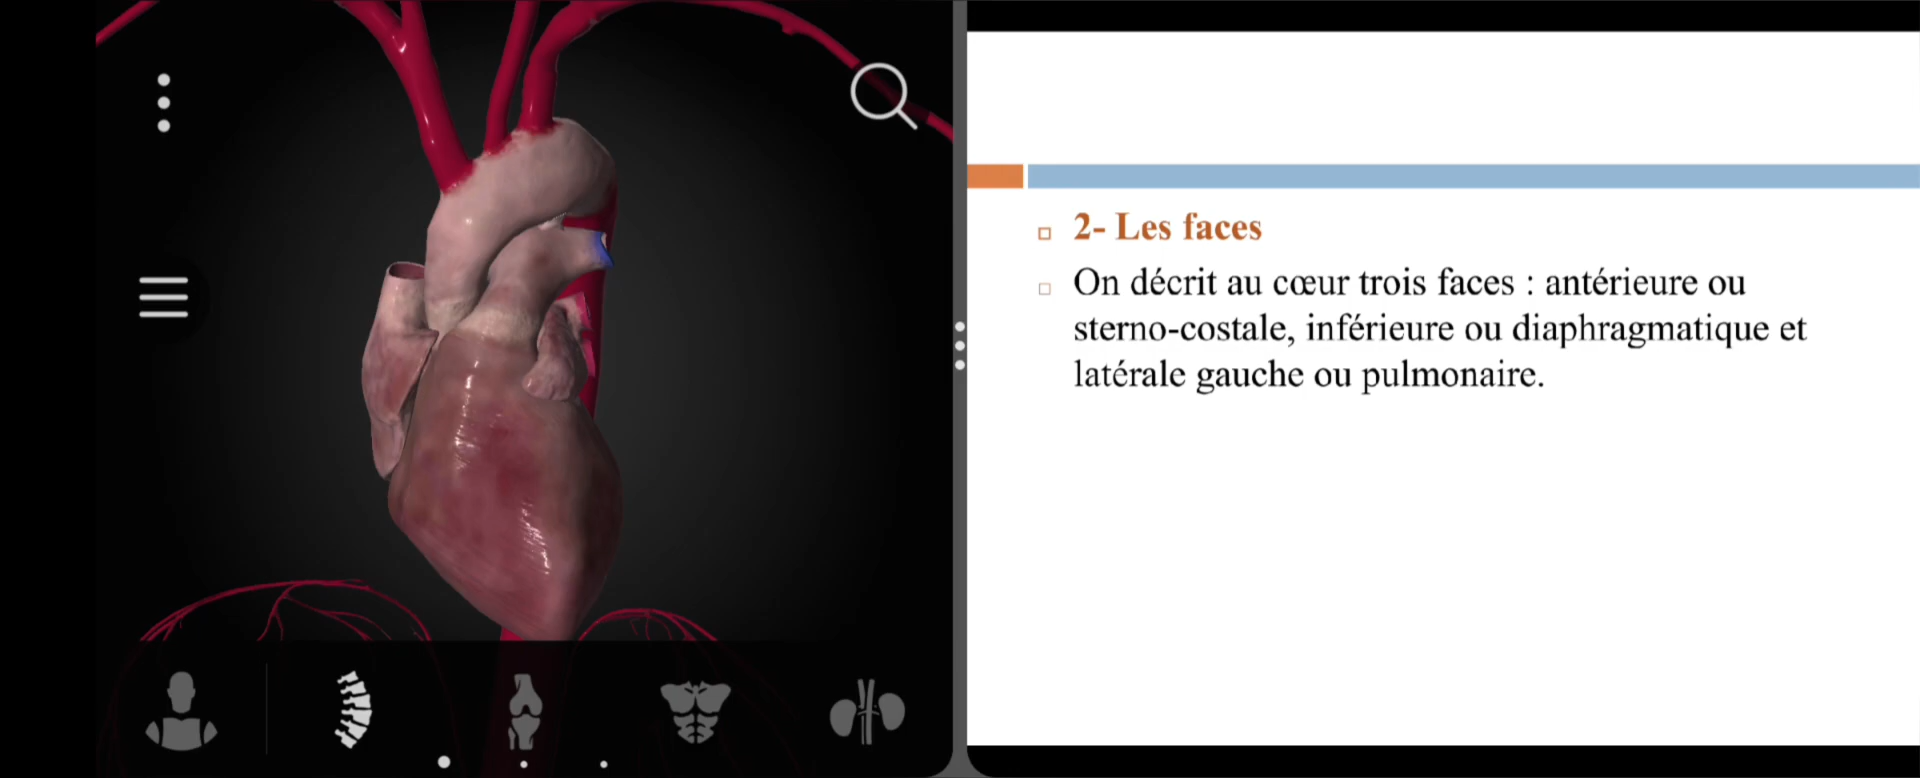 2- Les faces
On décrit au cœur trois faces : antérieure ou
sterno-costale, inférieure ou diaphragmatique et
latérale gauche ou pulmonaire.